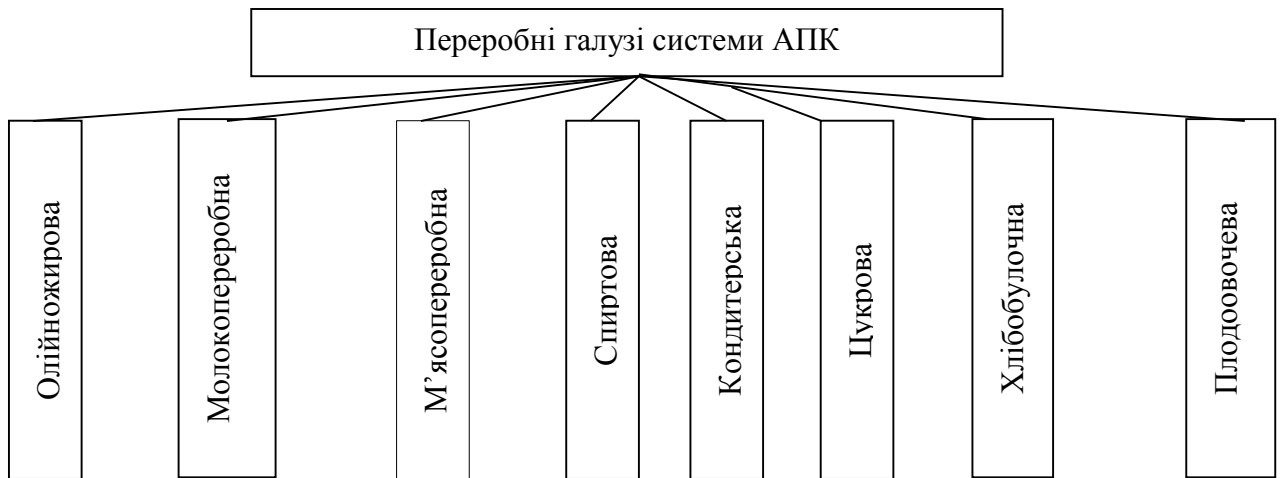 Переробні галузі системи АПК
Олійножирова
Молокопереробна
М’ясопереробна
Спиртова
Кондитерська
Цукрова
Хлібобулочна
Плодоовочева